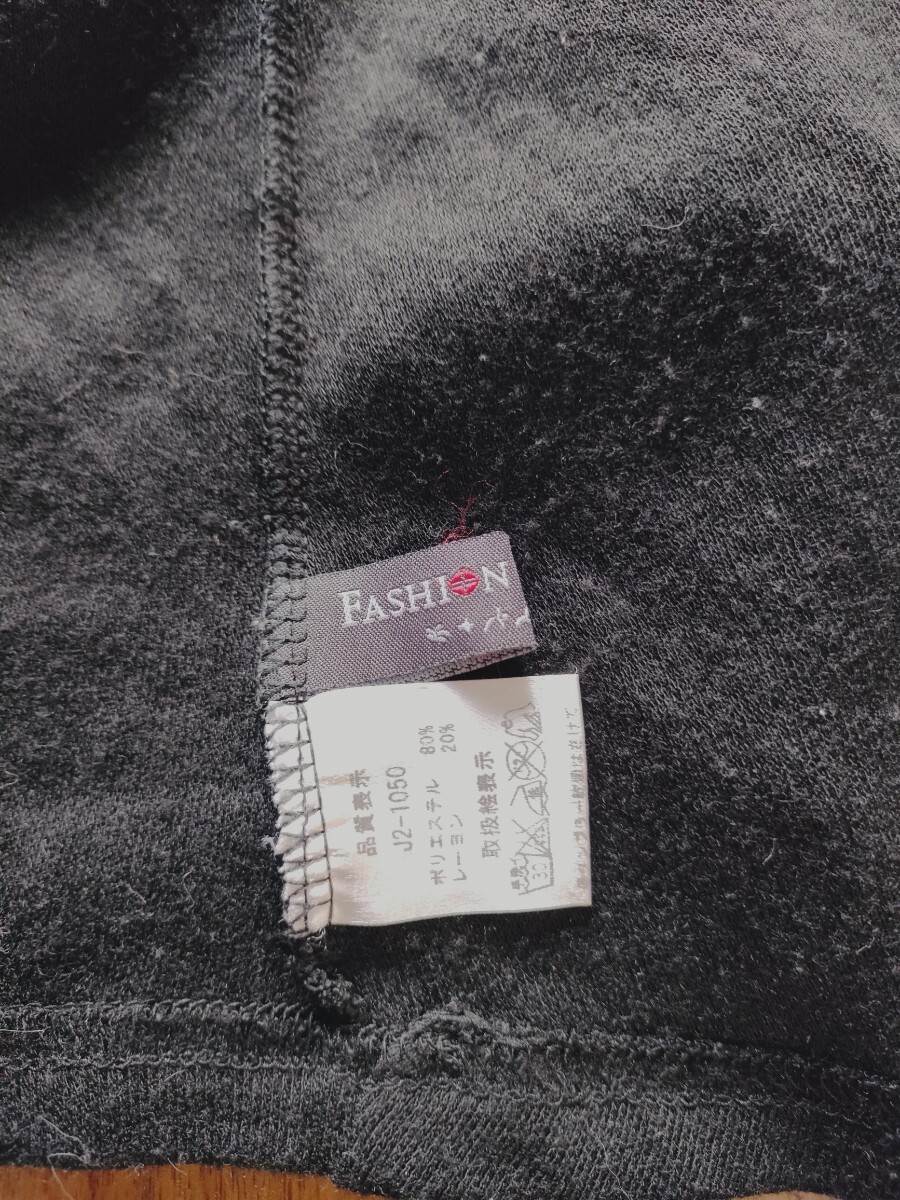 FASHION
品質表示
J2-1050
ポリエステル 80%
レーヨン 20%
取扱絵表示